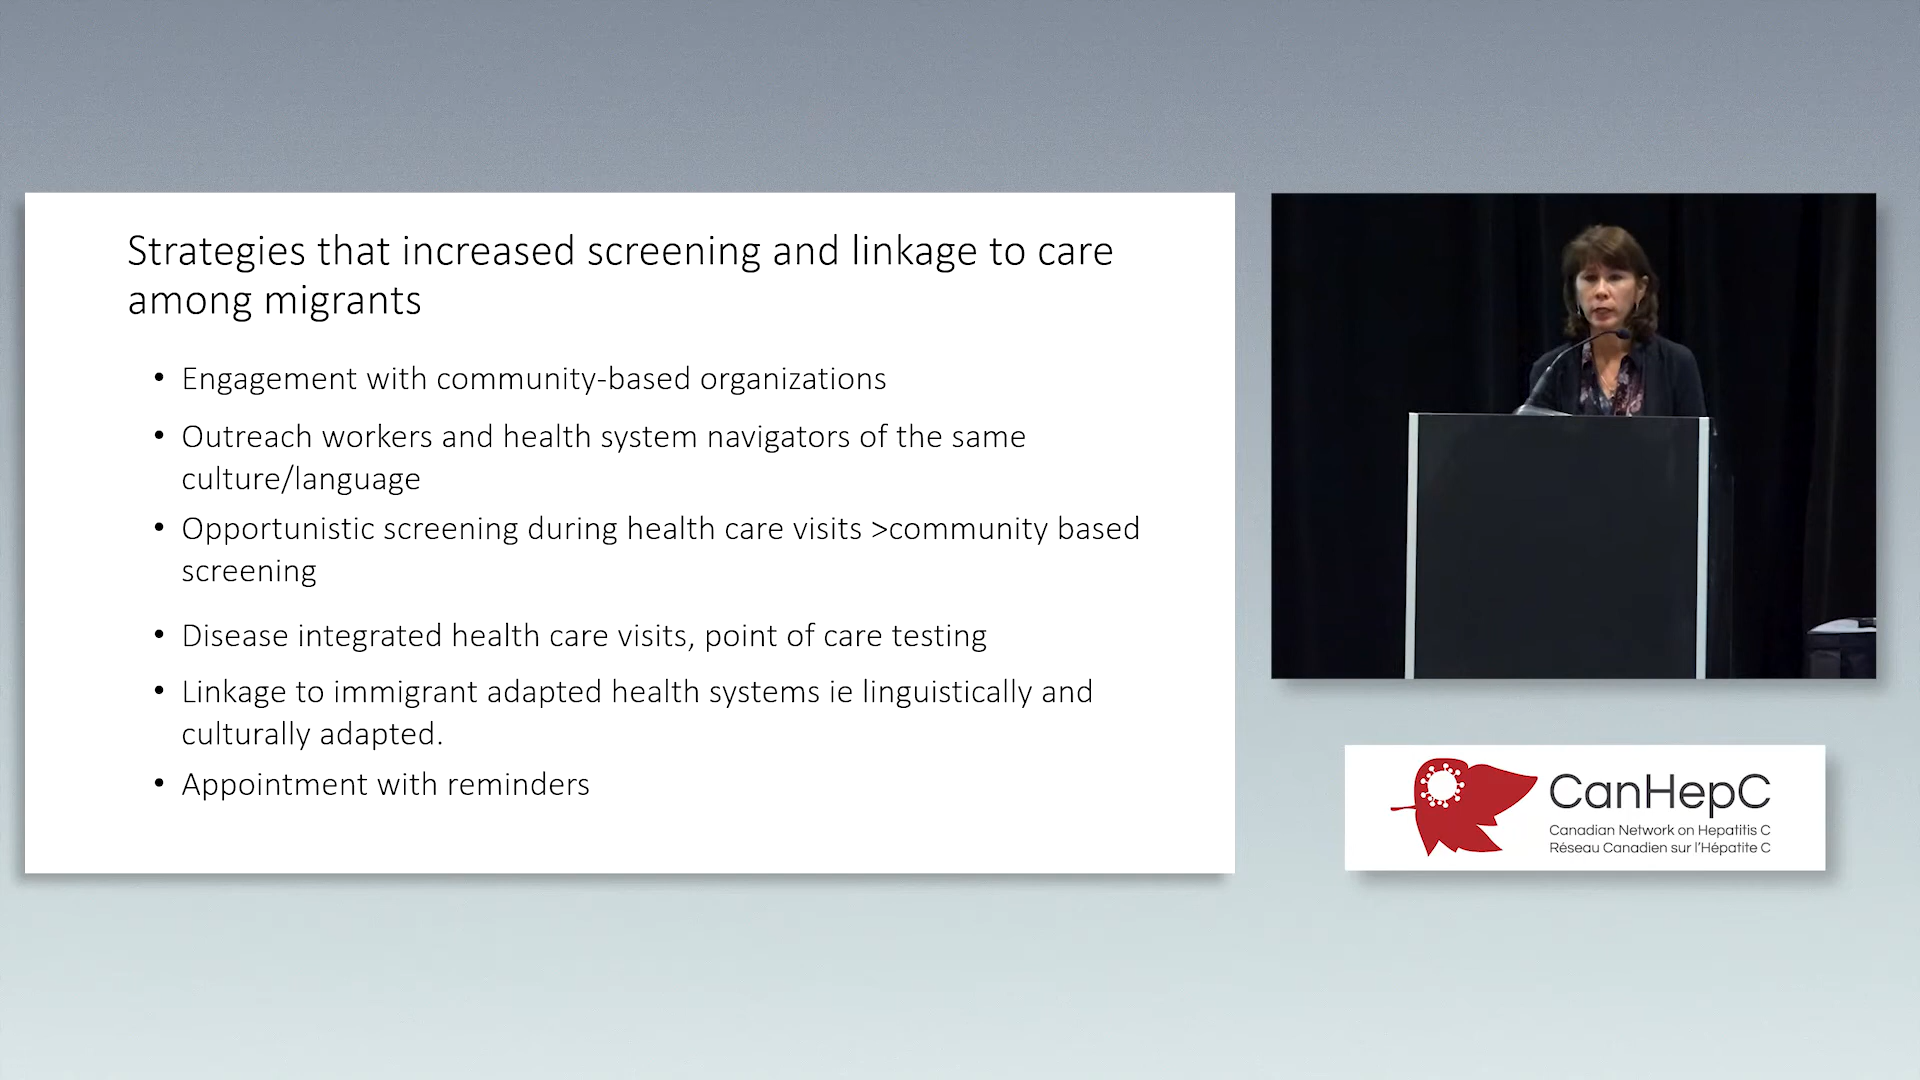 Strategies that increased screening and linkage to care
among migrants
• Engagement with community-based organizations
• Outreach workers and health system navigators of the same
culture/language
• Opportunistic screening during health care visits >community based
screening
• Disease integrated health care visits, point of care testing
• Linkage to immigrant adapted health systems ie linguistically and
culturally adapted.
• Appointment with reminders
CanHepC
Canadian Network on Hepatitis C
Réseau Canadien sur l'Hépatite C